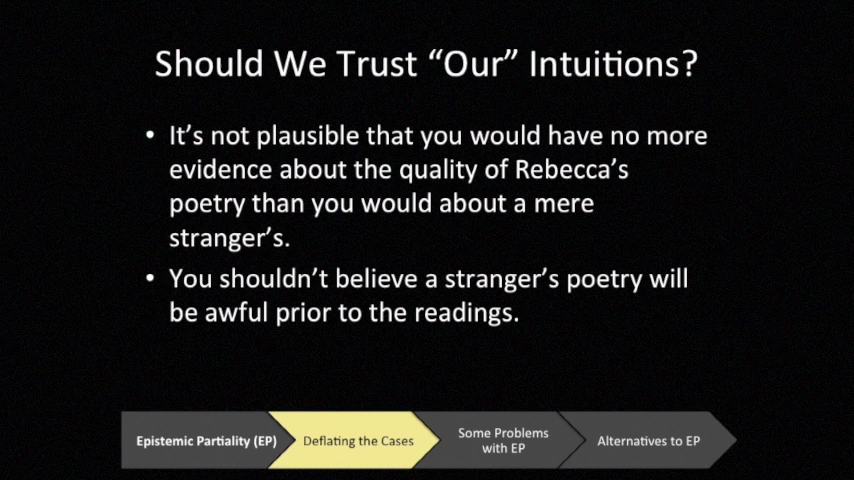 Should We Trust “Our” Intuitions?
• It’s not plausible that you would have no more
evidence about the quality of Rebecca’s
poetry than you would about a mere
stranger’s.
• You shouldn’t believe a stranger’s poetry will
be awful prior to the readings.
Epistemic Partiality (EP)
Deflating the Cases
Some Problems
with EP
Alternatives to EP